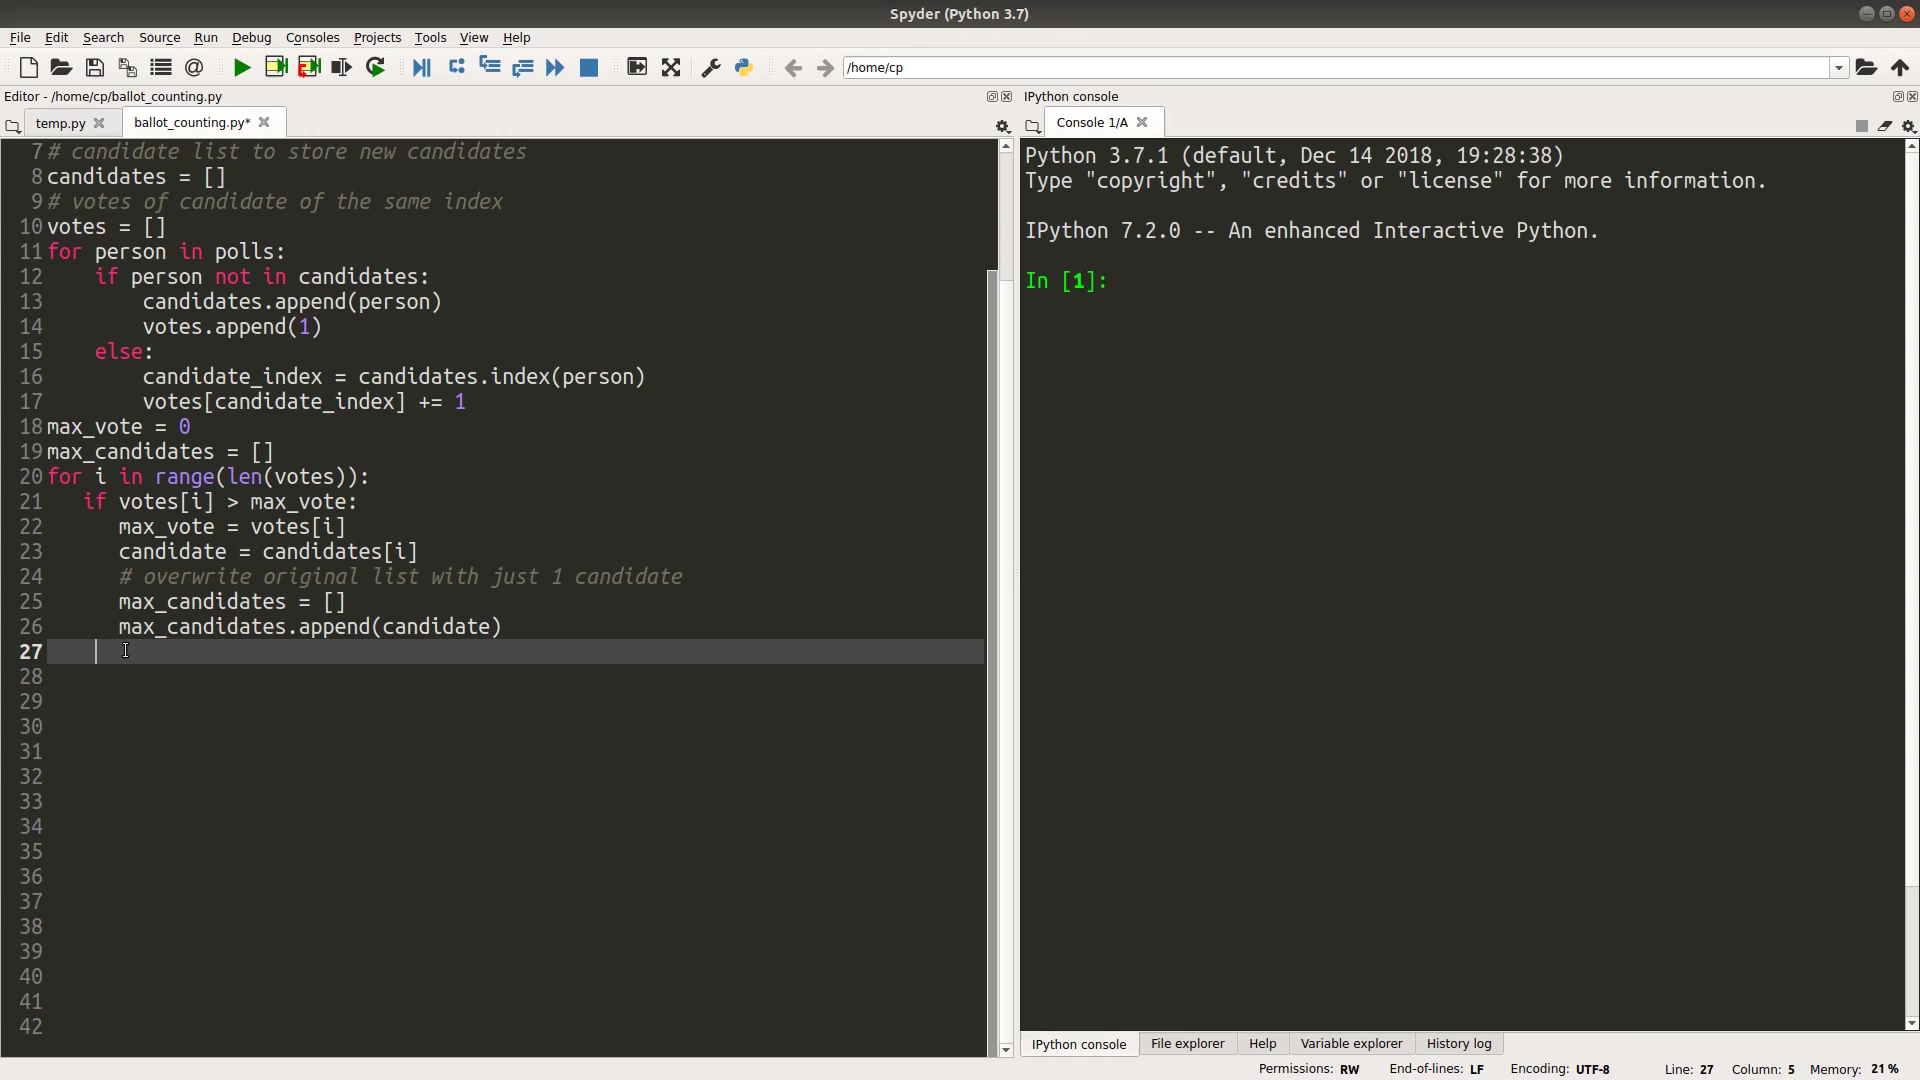 Spyder (Python 3.7)
File Edit Search Source Run Debug Consoles Projects Tools View Help
/home/cp
Editor - /home/cp/ballot_counting.py
temp.py
ballot_counting.py*
7 # candidate list to store new candidates
8 candidates = []
9 # votes of candidate of the same index
10 votes = []
11 for person in polls:
12     if person not in candidates:
13         candidates.append(person)
14         votes.append(1)
15     else:
16         candidate_index = candidates.index(person)
17         votes[candidate_index] += 1
18 max_vote = 0
19 max_candidates = []
20 for i in range(len(votes)):
21    if votes[i] > max_vote:
22       max_vote = votes[i]
23       candidate = candidates[i]
24       # overwrite original list with just 1 candidate
25       max_candidates = []
26       max_candidates.append(candidate)
27
28
29
30
31
32
33
34
35
36
37
38
39
40
41
42
IPython console
Console 1/A
Python 3.7.1 (default, Dec 14 2018, 19:28:38)
Type "copyright", "credits" or "license" for more information.
IPython 7.2.0 -- An enhanced Interactive Python.
In [1]:
IPython console File explorer Help Variable explorer History log
Permissions: RW End-of-lines: LF Encoding: UTF-8 Line: 27 Column: 5 Memory: 21 %